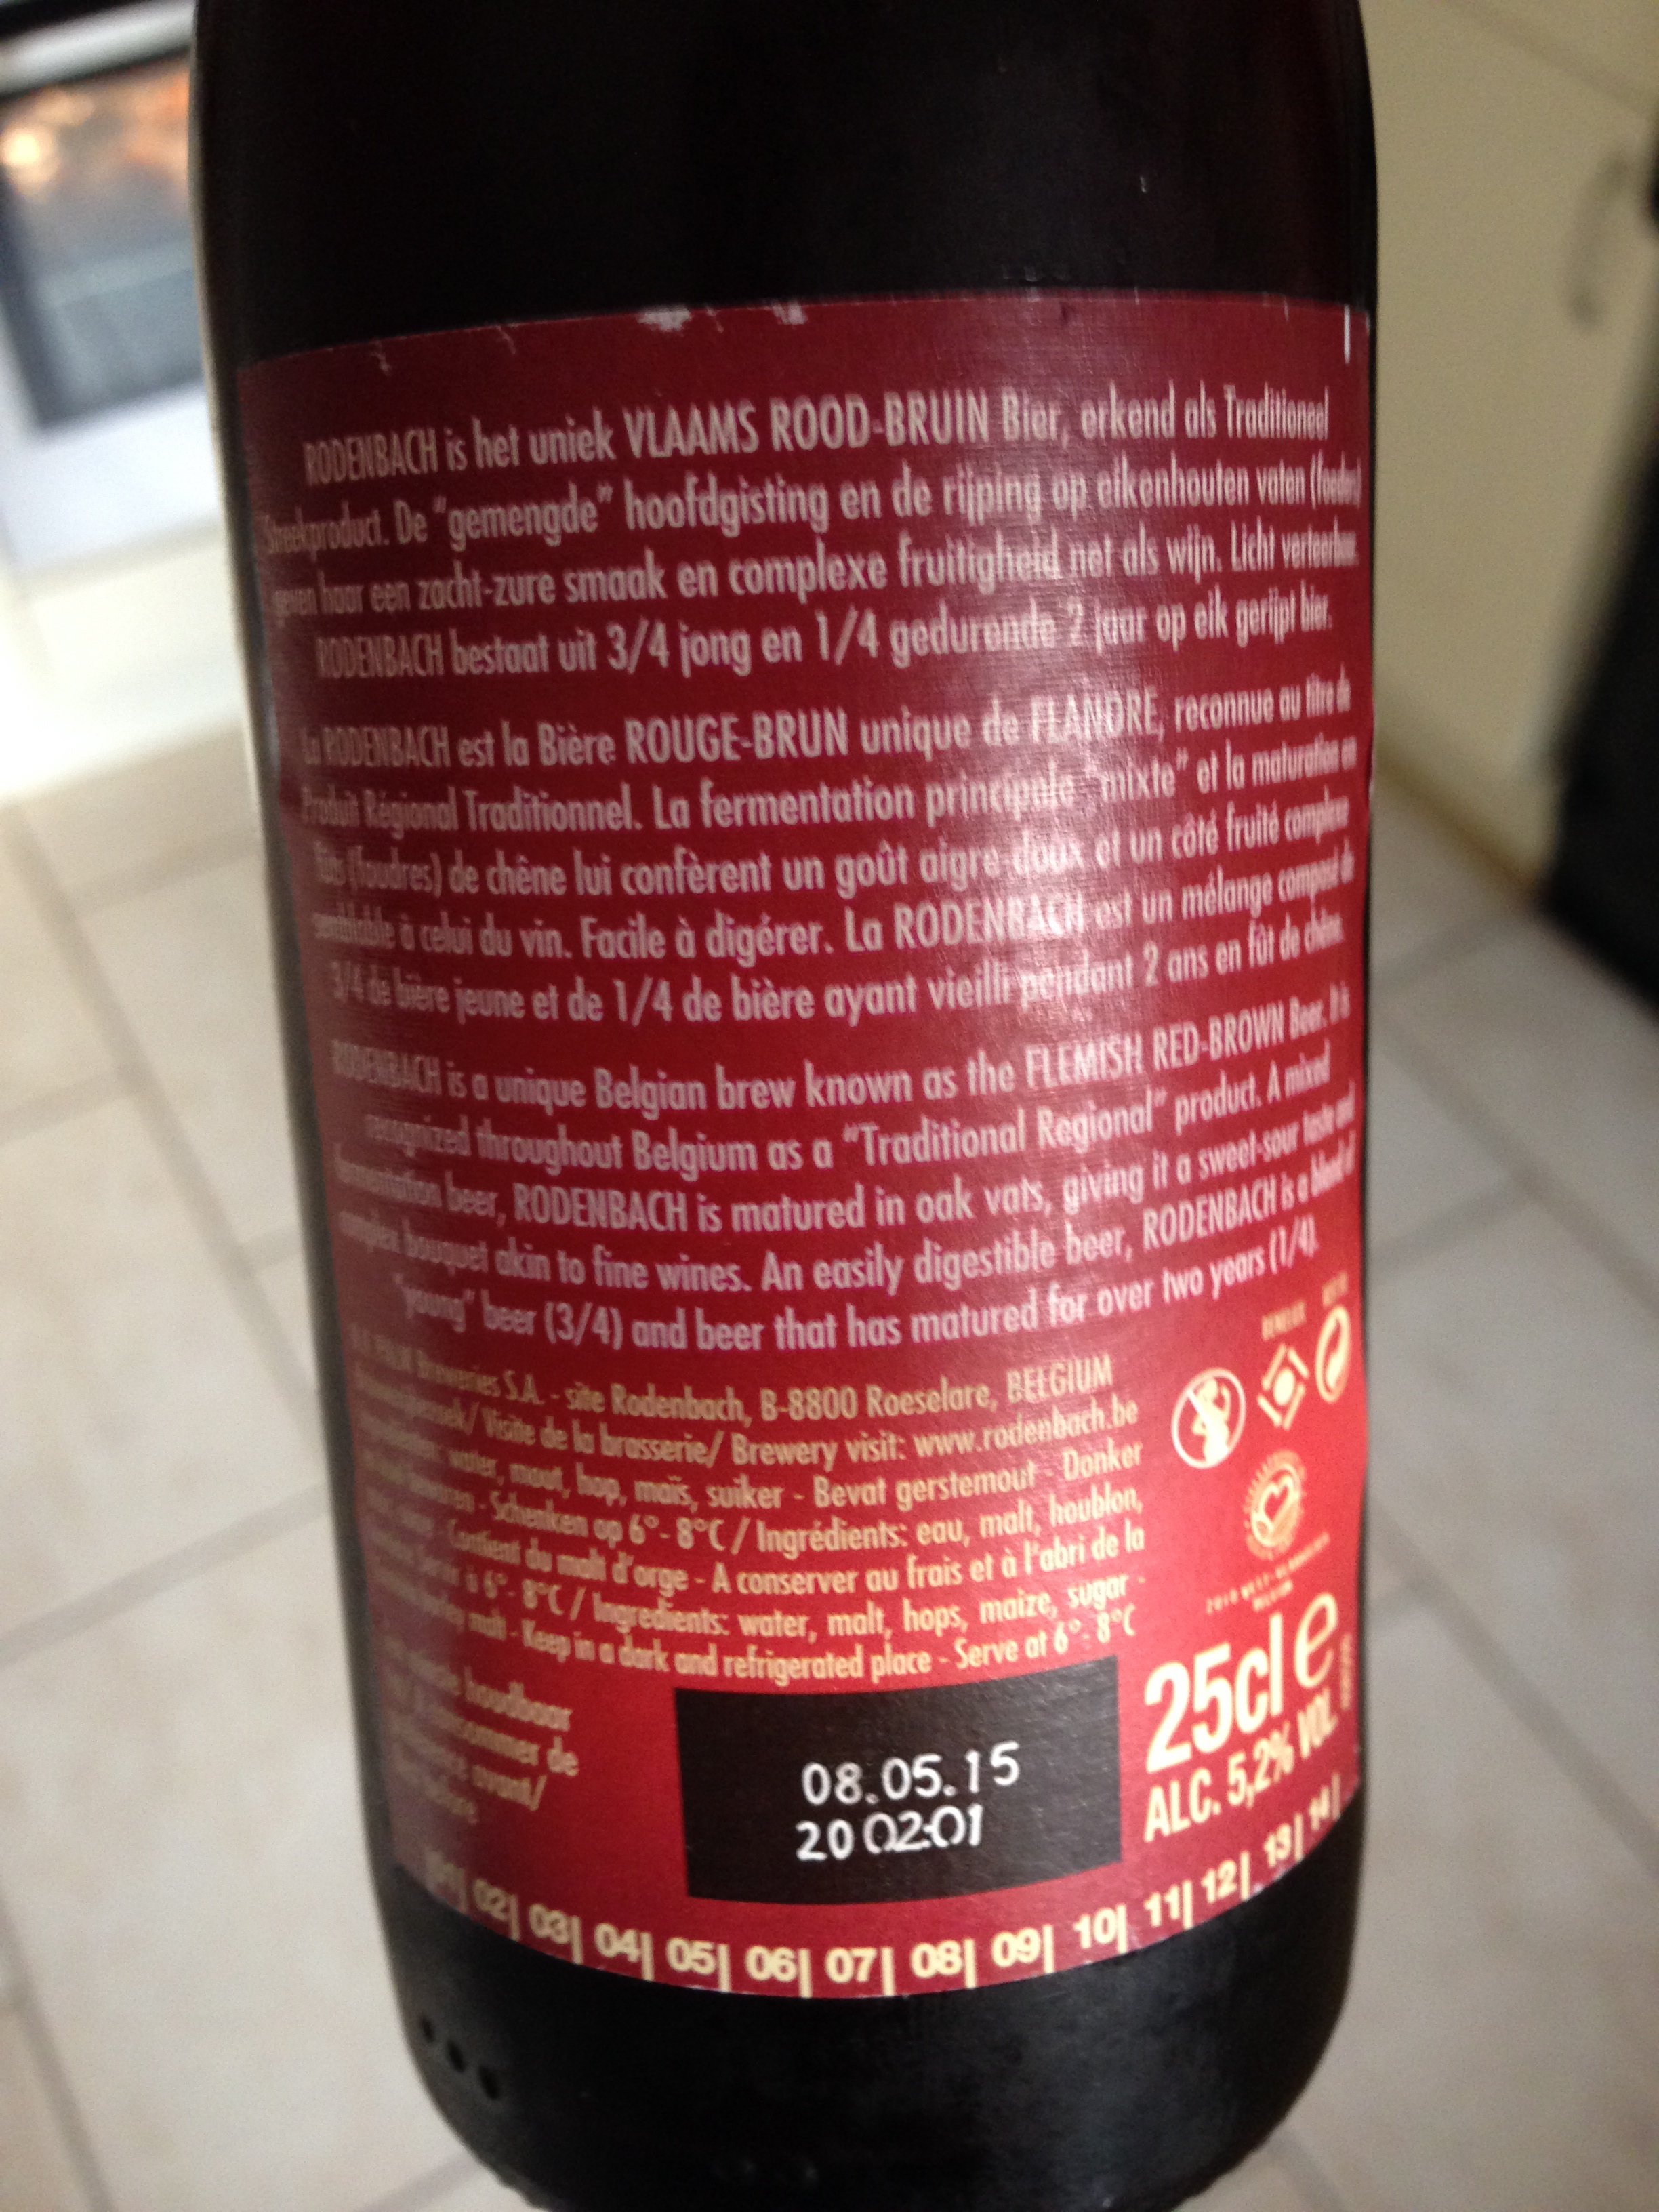 RODENBACH is het uniek VLAAMS ROOD-BRUIN Bier, erkend als Traditioneel
Streekproduct. De "gemengde" hoofdgisting en de rijping op eikenhouten vaten (foeders)
geven haar een zacht-zure smaak en complexe fruitigheid net als wijn. Licht verteerbaar.
RODENBACH bestaat uit 3/4 jong en 1/4 gedurende 2 jaar op eik gerijpt bier.
La RODENBACH est la Bière ROUGE-BRUN unique de FLANDRE, reconnue au titre de
Produit Régional Traditionnel. La fermentation principale "mixte" et la maturation en
fûts (foudres) de chêne lui confèrent un goût aigre-doux et un côté fruité complexe
semblable à celui du vin. Facile à digérer. La RODENBACH est un mélange composé de
3/4 de bière jeune et de 1/4 de bière ayant vieilli pendant 2 ans en fût de chêne.
RODENBACH is a unique Belgian brew known as the FLEMISH RED-BROWN Beer. It is
recognized throughout Belgium as a "Traditional Regional" product. A mixed
fermentation beer, RODENBACH is matured in oak vats, giving it a sweet-sour taste and
complex bouquet akin to fine wines. An easily digestible beer, RODENBACH is a blend of
"young" beer (3/4) and beer that has matured for over two years (1/4).
PALM Breweries S.A. - site Rodenbach, B-8800 Roeselare, BELGIUM
Visite de la brasserie/ Brewery visit: www.rodenbach.be
water, mout, hop, maïs, suiker - Bevat gerstemout - Donker
- Schenken op 6°- 8°C / Ingrédients: eau, malt, houblon,
Contient du malt d'orge - A conserver au frais et à l'abri de la
à 6°- 8°C / Ingredients: water, malt, hops, maize, sugar -
malt - Keep in a dark and refrigerated place - Serve at 6°- 8°C
houdbaar
consommer de
avant/
BENELUX
25cl e
ALC. 5,2% VOL.
08.05.15
20 02:01
02| 03| 04| 05| 06| 07| 08| 09| 10| 11| 12| 13| 14|